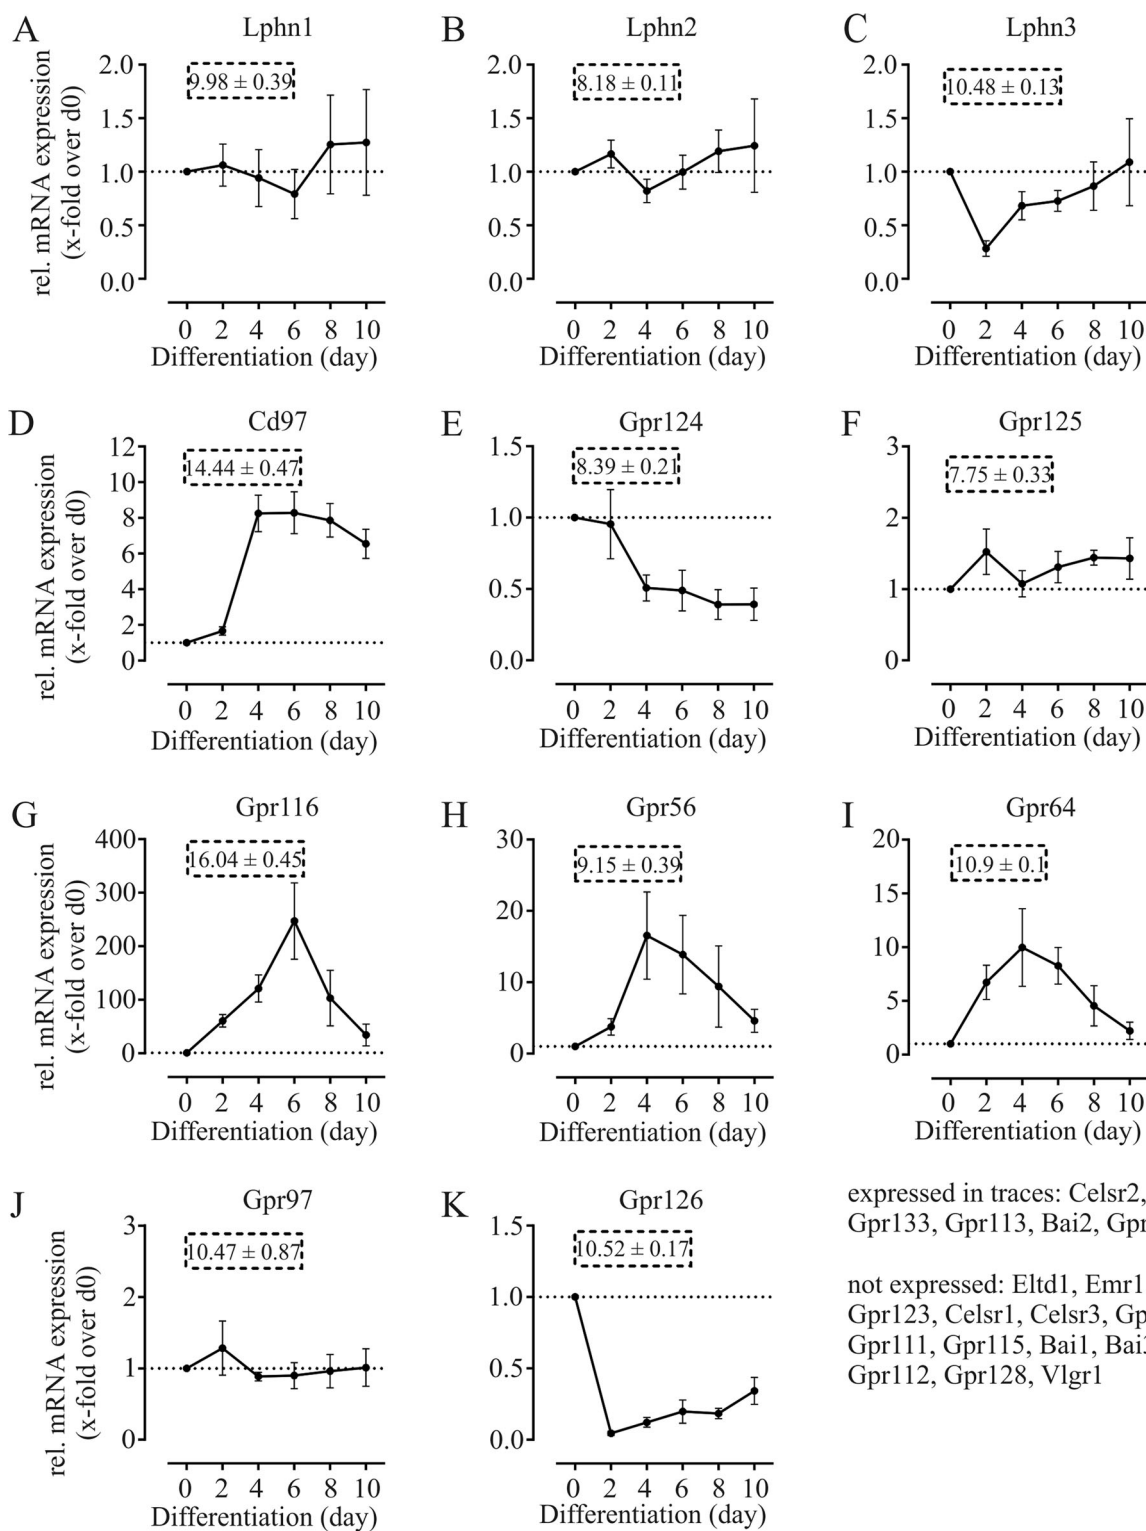 A Lphn1
B Lphn2
C Lphn3
rel. mRNA expression
(x-fold over d0)
2.0
1.5
1.0
0.5
0.0
9.98 ± 0.39
0 2 4 6 8 10
Differentiation (day)
2.0
1.5
1.0
0.5
0.0
8.18 ± 0.11
0 2 4 6 8 10
Differentiation (day)
2.0
1.5
1.0
0.5
0.0
10.48 ± 0.13
0 2 4 6 8 10
Differentiation (day)
D Cd97
E Gpr124
F Gpr125
rel. mRNA expression
(x-fold over d0)
12
10
8
6
4
2
0
14.44 ± 0.47
0 2 4 6 8 10
Differentiation (day)
1.5
1.0
0.5
0.0
8.39 ± 0.21
0 2 4 6 8 10
Differentiation (day)
3
2
1
0
7.75 ± 0.33
0 2 4 6 8 10
Differentiation (day)
G Gpr116
H Gpr56
I Gpr64
rel. mRNA expression
(x-fold over d0)
400
300
200
100
0
16.04 ± 0.45
0 2 4 6 8 10
Differentiation (day)
30
20
10
0
9.15 ± 0.39
0 2 4 6 8 10
Differentiation (day)
20
15
10
5
0
10.9 ± 0.1
0 2 4 6 8 10
Differentiation (day)
J Gpr97
K Gpr126
rel. mRNA expression
(x-fold over d0)
3
2
1
0
10.47 ± 0.87
0 2 4 6 8 10
Differentiation (day)
1.5
1.0
0.5
0.0
10.52 ± 0.17
0 2 4 6 8 10
Differentiation (day)
expressed in traces: Celsr2,
Gpr133, Gpr113, Bai2,
not expressed: Eltd1, Emr1
Gpr123, Celsr1, Celsr3,
Gpr111, Gpr115, Bai1,
Gpr112, Gpr128, Vlgr1